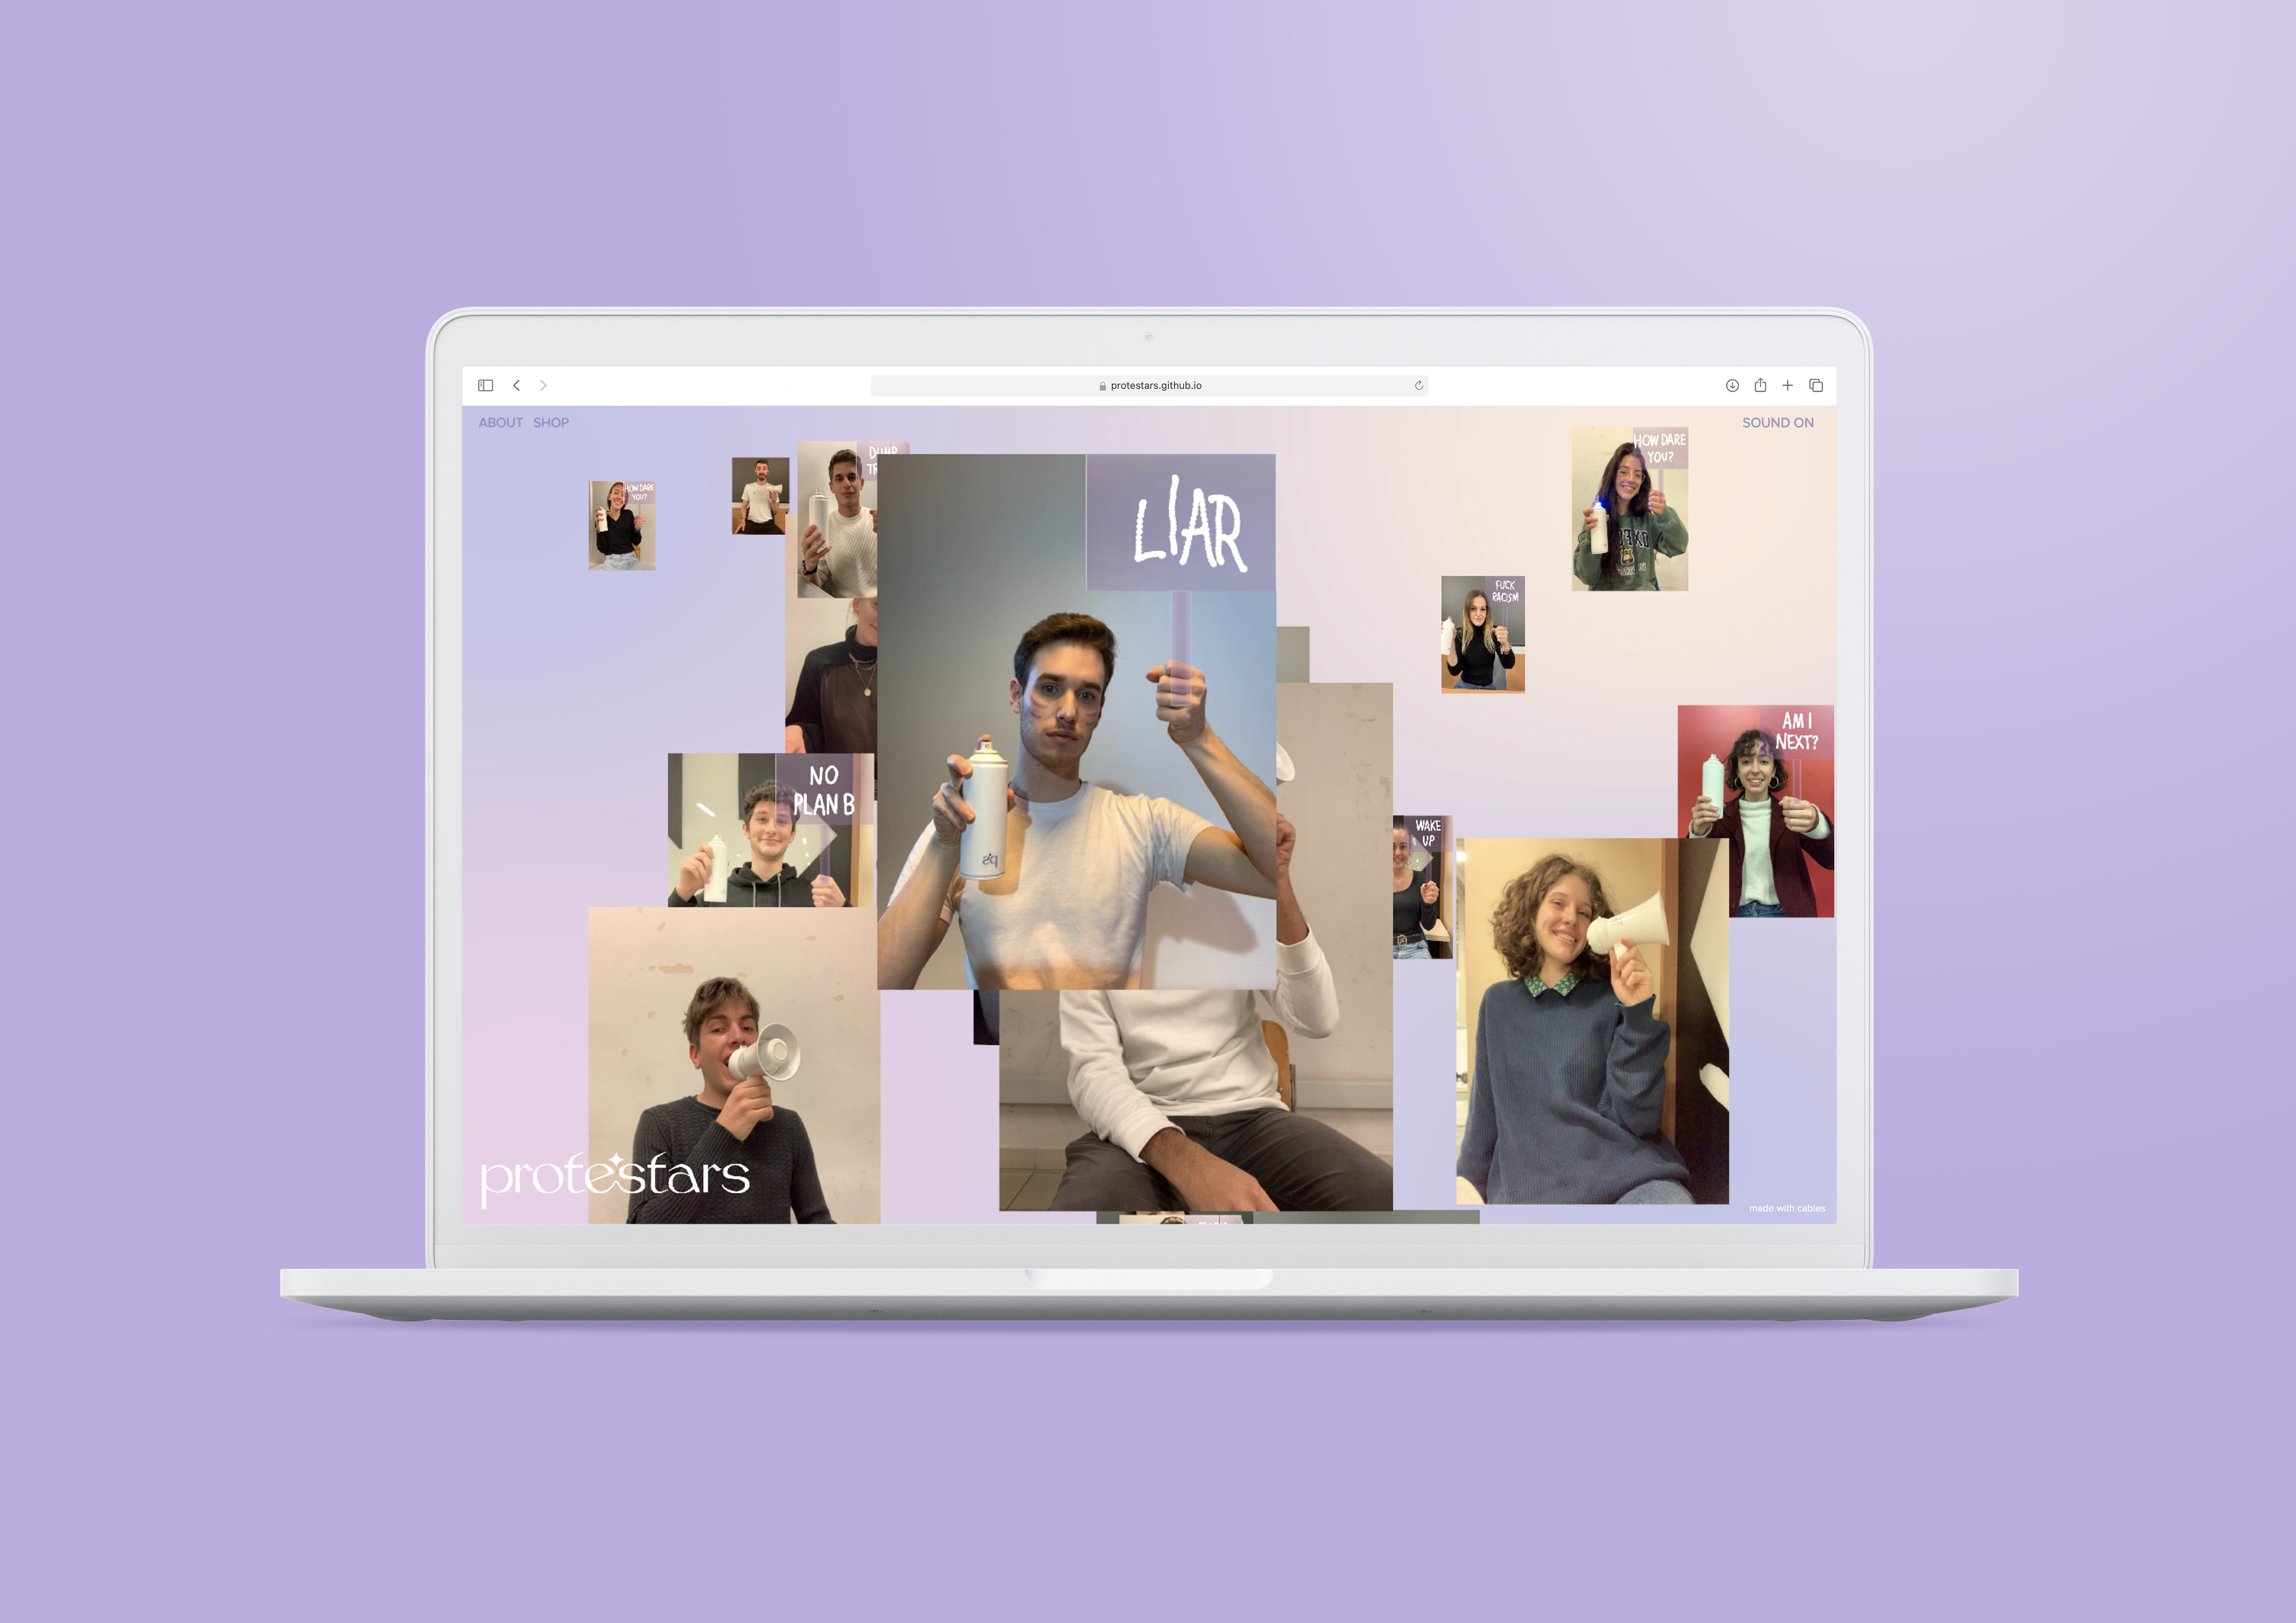 protestars.github.io
ABOUT SHOP
SOUND ON
HOW DARE
YOU?
DUMP
LIAR
HOW DARE
YOU?
FUCK
RACISM
AM I
NEXT?
NO
PLAN B
WAKE
UP
protestars
made with cables